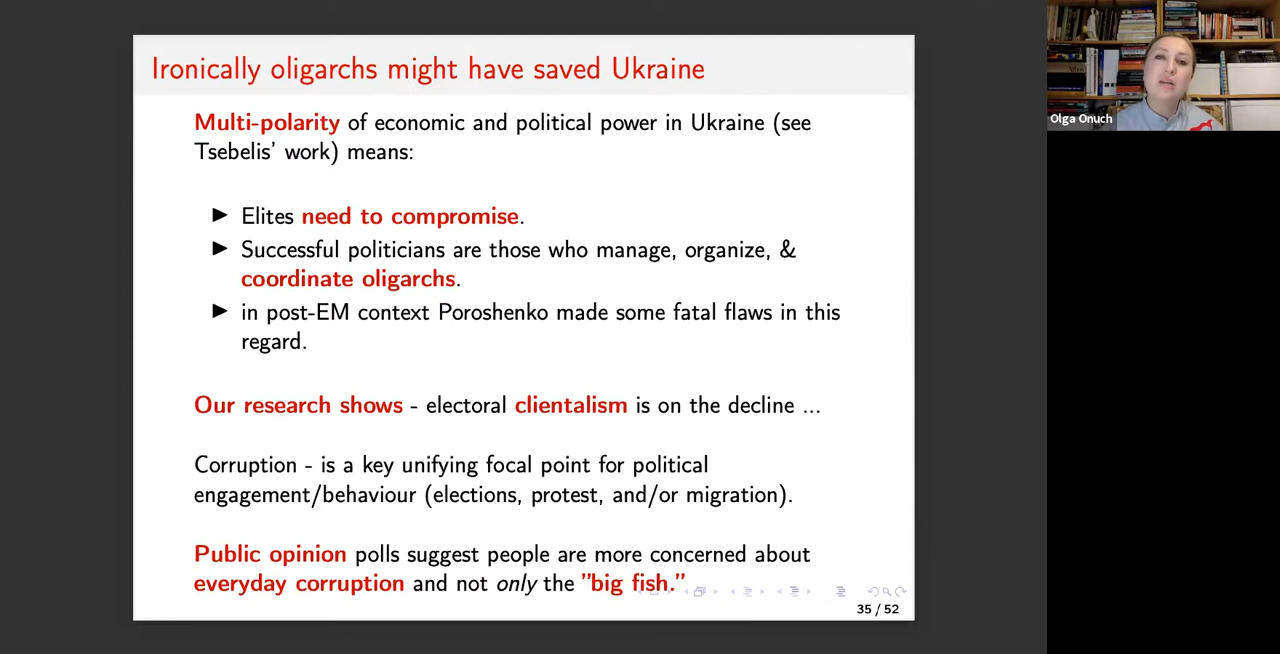 Ironically oligarchs might have saved Ukraine
Multi-polarity of economic and political power in Ukraine (see
Tsebelis' work) means:
▶ Elites need to compromise.
▶ Successful politicians are those who manage, organize, &
coordinate oligarchs.
▶ in post-EM context Poroshenko made some fatal flaws in this
regard.
Our research shows - electoral clientalism is on the decline ...
Corruption - is a key unifying focal point for political
engagement/behaviour (elections, protest, and/or migration).
Public opinion polls suggest people are more concerned about
everyday corruption and not only the "big fish."
35 / 52
Olga Onuch